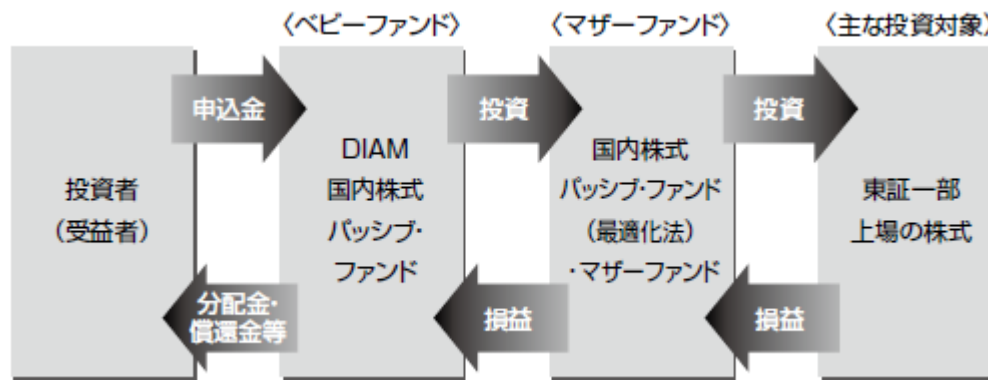 〈ベビーファンド〉
〈マザーファンド〉
〈主な投資対象〉
申込金
投資
投資
投資者
（受益者）
DIAM
国内株式
パッシブ・
ファンド
国内株式
パッシブ・ファンド
（最適化法）
・マザーファンド
東証一部
上場の株式
分配金・
償還金等
損益
損益